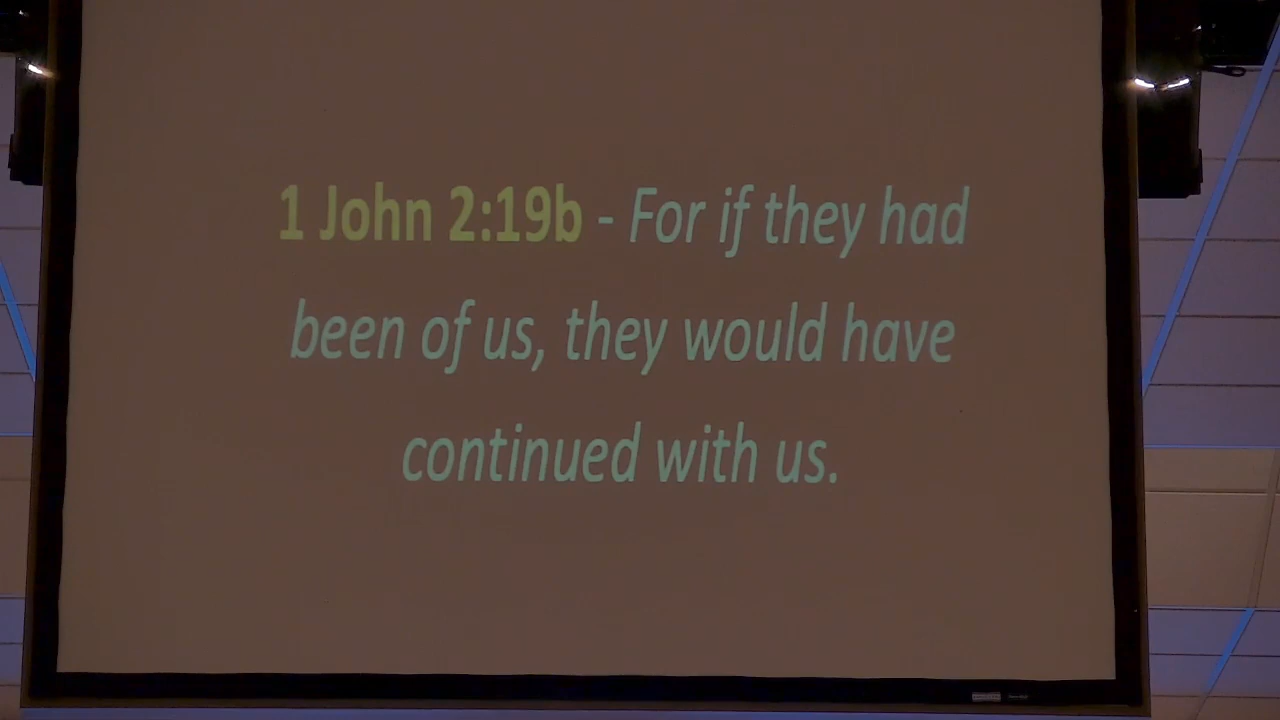 1 John 2:19b - For if they had
been of us, they would have
continued with us.